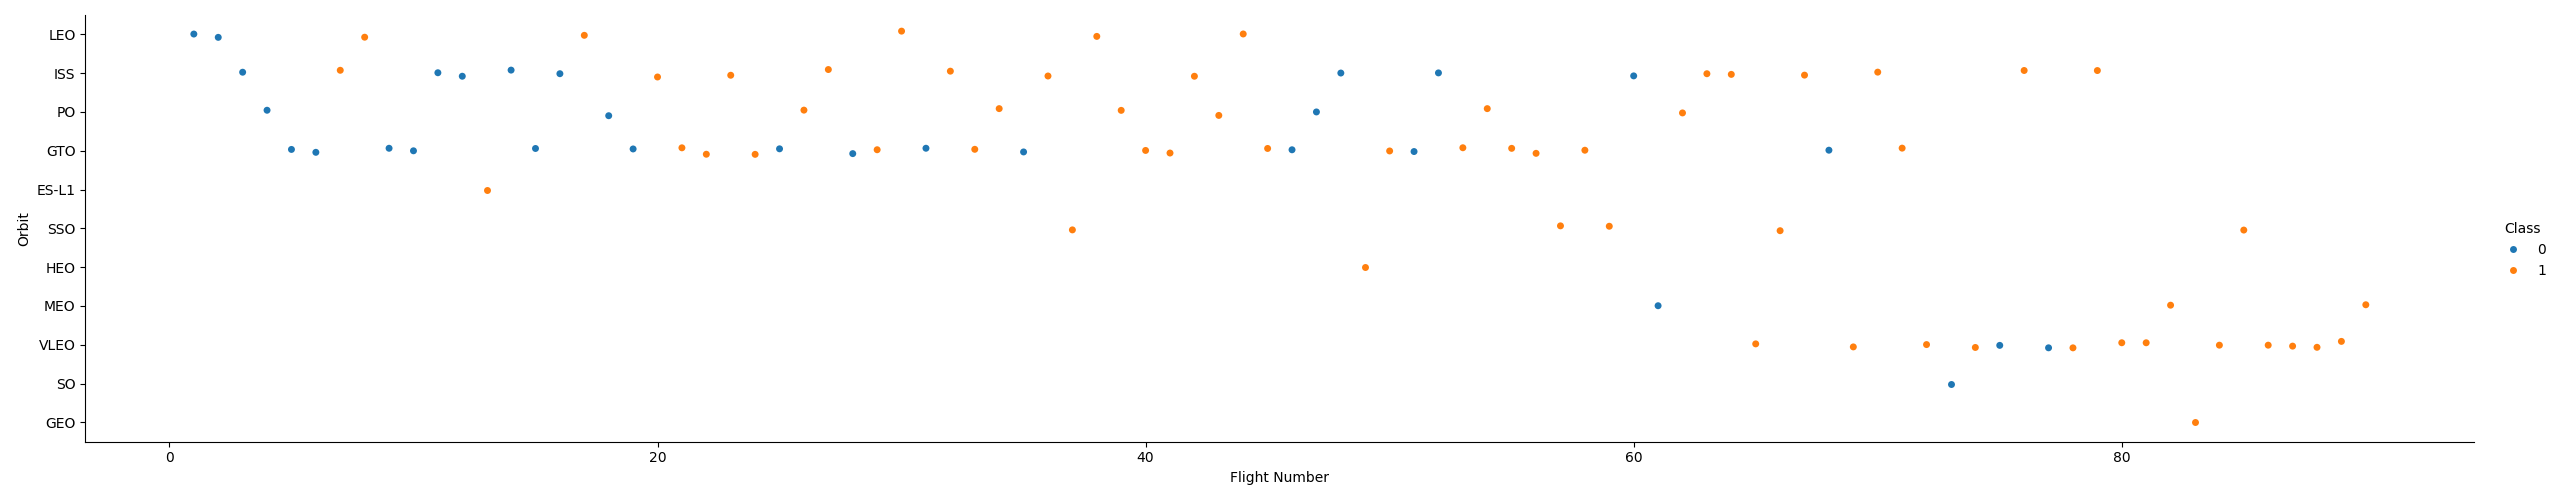 LEO
ISS
PO
GTO
ES-L1
SSO
HEO
MEO
VLEO
SO
GEO
Orbit
0 20 40 60 80
Flight Number
Class
0
1